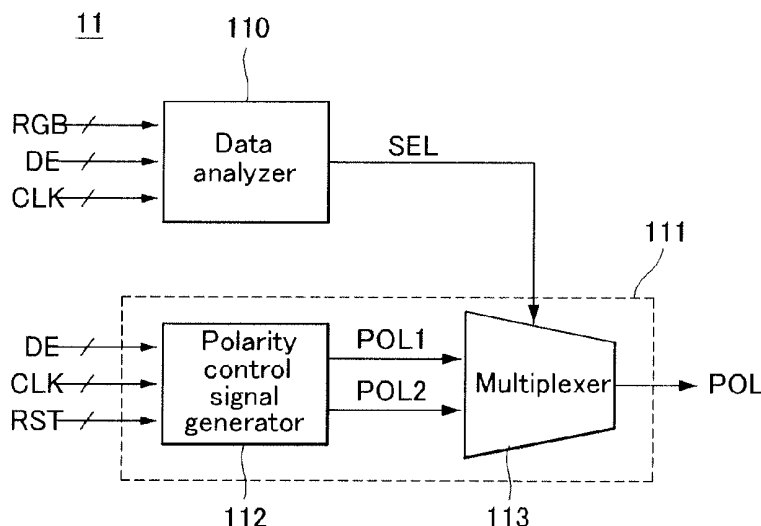 11
110
RGB
DE
CLK
Data
analyzer
SEL
111
DE
CLK
RST
Polarity
control
signal
generator
POL1
POL2
Multiplexer
POL
112
113